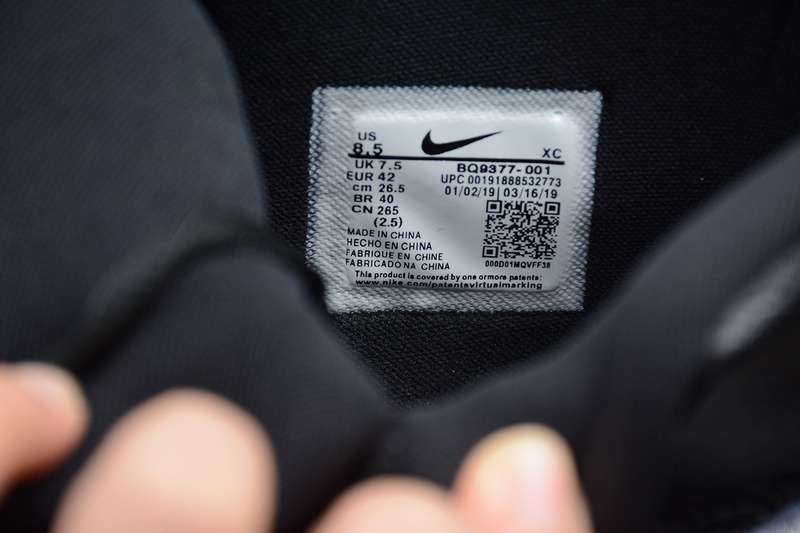 US
8.5 XC
UK 7.5 BQ9377-001
EUR 42 UPC 00191888532773
cm 26.5 01/02/19 | 03/16/19
BR 40
CN 265
(2.5)
MADE IN CHINA
HECHO EN CHINA
FABRIQUE EN CHINE
FABRICADO NA CHINA 000D01MQVFF38
This product is covered by one ormore patents:
www.nike.com/patentsvirtualmarking